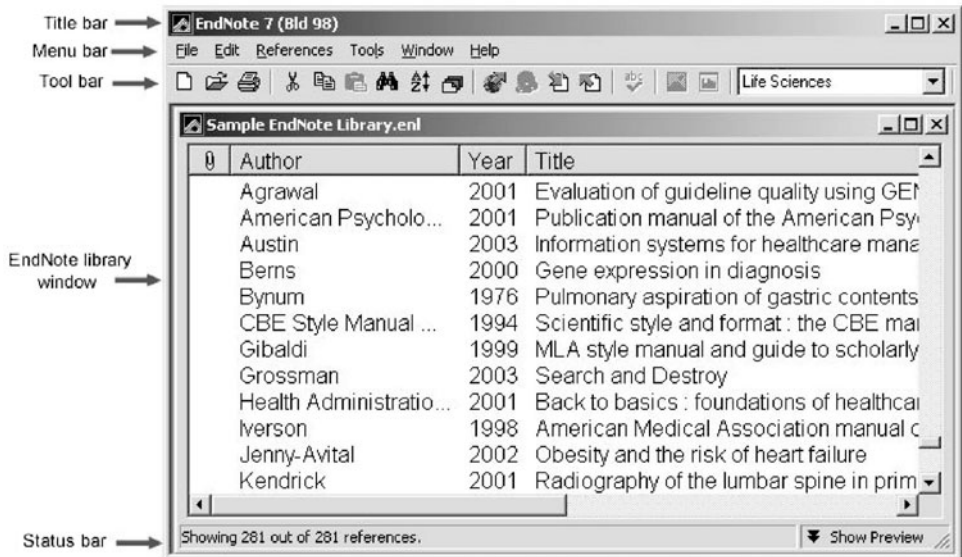 Title bar
EndNote 7 (Bld 98)
Menu bar
File Edit References Tools Window Help
Tool bar
abc
Life Sciences
Sample EndNote Library.enl
Author Year Title
Agrawal 2001 Evaluation of guideline quality using GEN
American Psycholo... 2001 Publication manual of the American Psy
Austin 2003 Information systems for healthcare mana
Berns 2000 Gene expression in diagnosis
EndNote library
window
Bynum 1976 Pulmonary aspiration of gastric contents
CBE Style Manual ... 1994 Scientific style and format : the CBE ma
Gibaldi 1999 MLA style manual and guide to scholarly
Grossman 2003 Search and Destroy
Health Administratio... 2001 Back to basics : foundations of healthca
Iverson 1998 American Medical Association manual o
Jenny-Avital 2002 Obesity and the risk of heart failure
Kendrick 2001 Radiography of the lumbar spine in prim
Status bar
Showing 281 out of 281 references. Show Preview